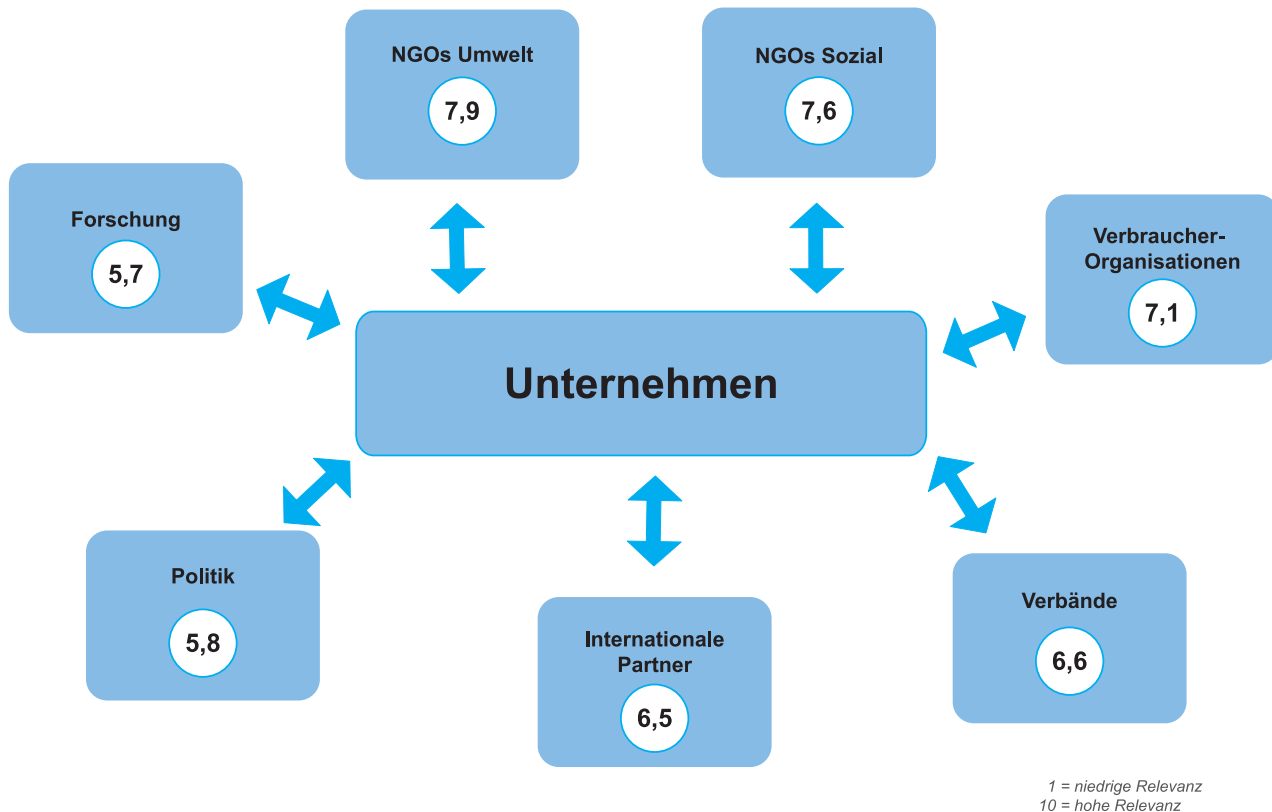 NGOs Umwelt
7,9
NGOs Sozial
7,6
Forschung
5,7
Verbraucher-
Organisationen
7,1
Unternehmen
Politik
5,8
Internationale
Partner
6,5
Verbände
6,6
1 = niedrige Relevanz
10 = hohe Relevanz